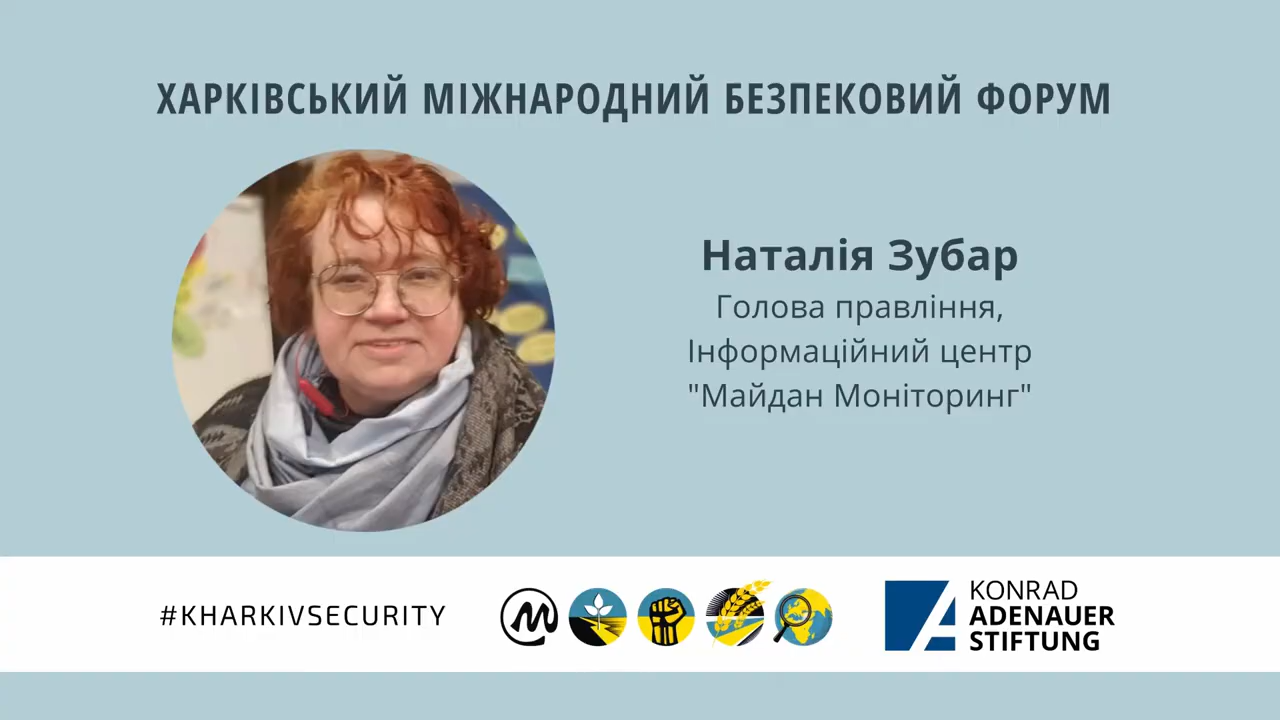 ХАРКІВСЬКИЙ МІЖНАРОДНИЙ БЕЗПЕКОВИЙ ФОРУМ
Наталія Зубар
Голова правління,
Інформаційний центр
"Майдан Моніторинг"
#KHARKIVSECURITY
KONRAD
ADENAUER
STIFTUNG